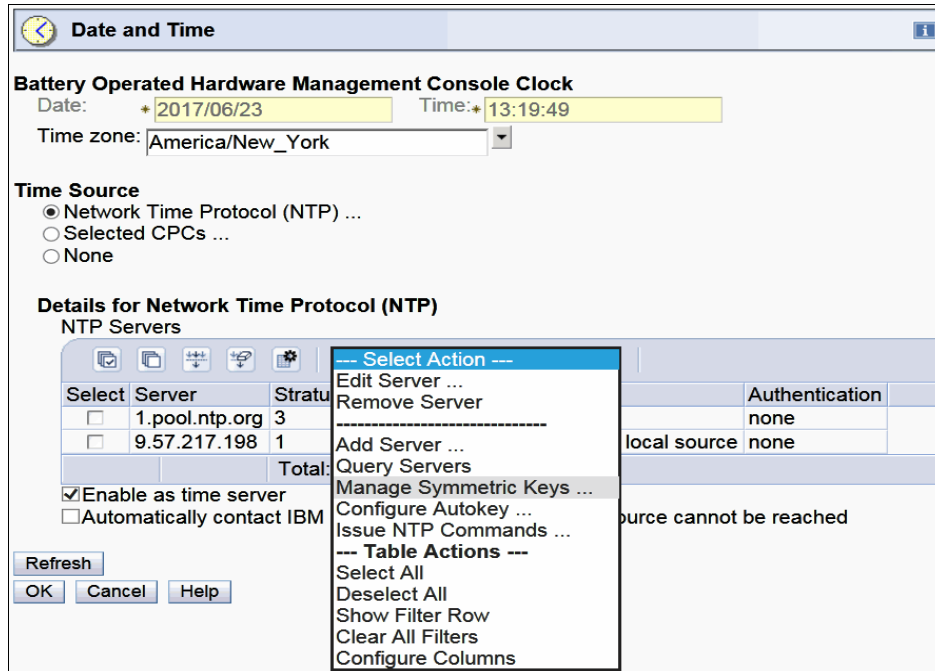 Date and Time
i
Battery Operated Hardware Management Console Clock
Date: * 2017/06/23 Time: * 13:19:49
Time zone: America/New_York
Time Source
Network Time Protocol (NTP) ...
Selected CPCs ...
None
Details for Network Time Protocol (NTP)
NTP Servers
--- Select Action ---
Edit Server ...
Remove Server
-----------------------------
Add Server ...
Query Servers
Manage Symmetric Keys ...
Configure Autokey ...
Issue NTP Commands ...
--- Table Actions ---
Select All
Deselect All
Show Filter Row
Clear All Filters
Configure Columns
Select Server Stratu Authentication
1.pool.ntp.org 3 none
9.57.217.198 1 local source none
Total:
Enable as time server
Automatically contact IBM ource cannot be reached
Refresh
OK Cancel Help